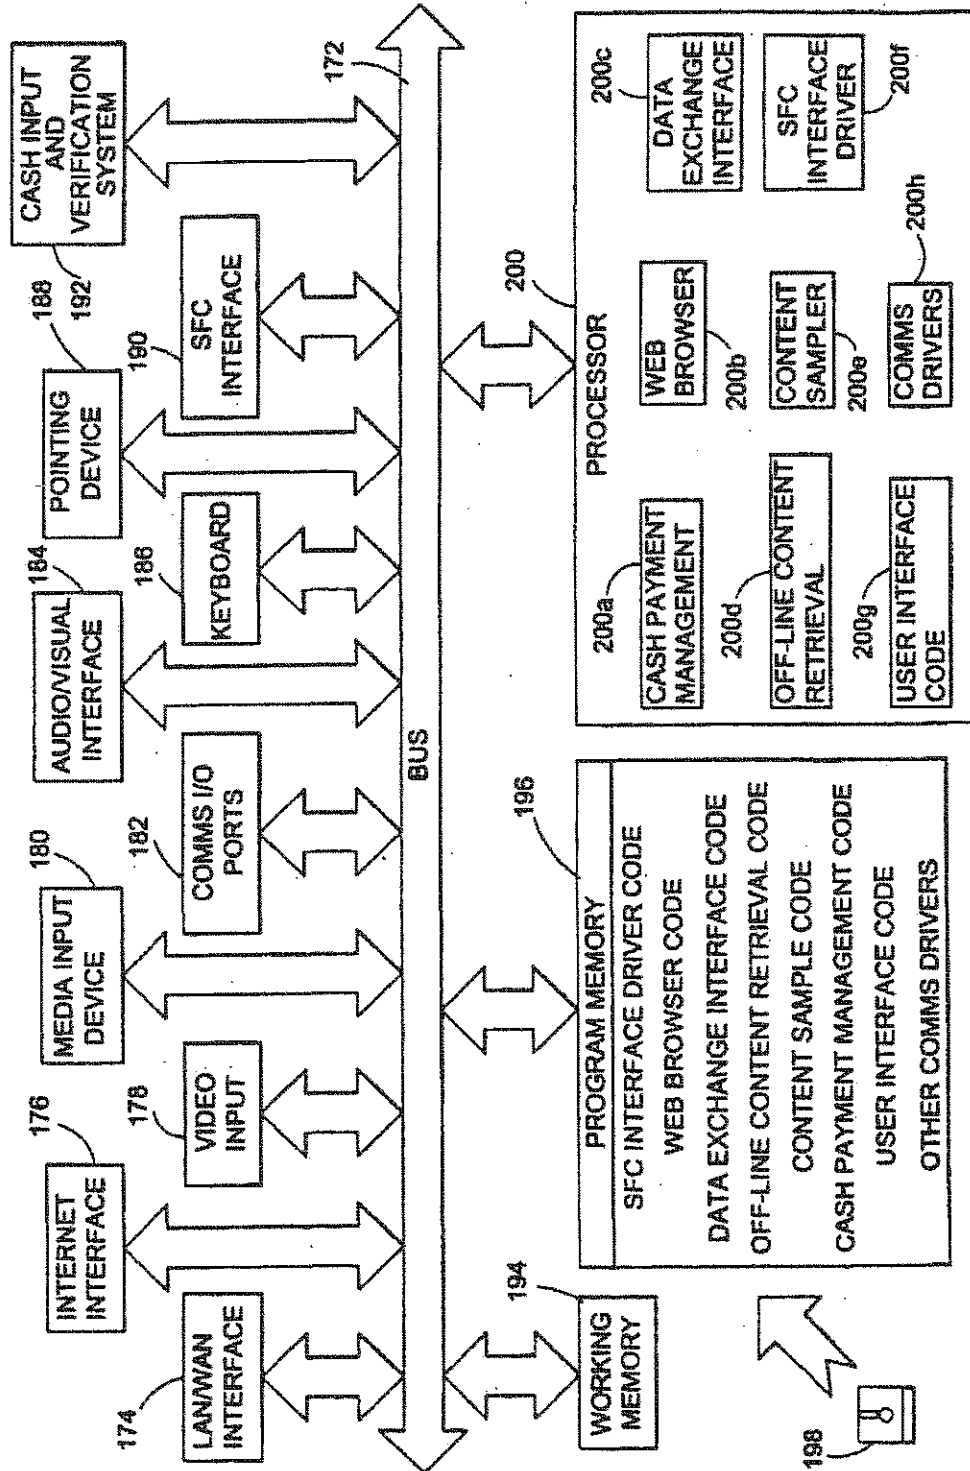 176
INTERNET
INTERFACE
180
MEDIA INPUT
DEVICE
184
AUDIO/VISUAL
INTERFACE
188
POINTING
DEVICE
CASH INPUT
AND
VERIFICATION
SYSTEM
192
174
LAN/WAN
INTERFACE
178
VIDEO
INPUT
182
COMMS I/O
PORTS
186
KEYBOARD
190
SFC
INTERFACE
BUS
172
194
WORKING
MEMORY
198
196
PROGRAM MEMORY
SFC INTERFACE DRIVER CODE
WEB BROWSER CODE
DATA EXCHANGE INTERFACE CODE
OFF-LINE CONTENT RETRIEVAL CODE
CONTENT SAMPLE CODE
CASH PAYMENT MANAGEMENT CODE
USER INTERFACE CODE
OTHER COMMS DRIVERS
200
PROCESSOR
200a
CASH PAYMENT
MANAGEMENT
WEB
BROWSER
200b
200c
DATA
EXCHANGE
INTERFACE
200d
OFF-LINE CONTENT
RETRIEVAL
CONTENT
SAMPLER
200e
SFC
INTERFACE
DRIVER
200f
200g
USER INTERFACE
CODE
COMMS
DRIVERS
200h